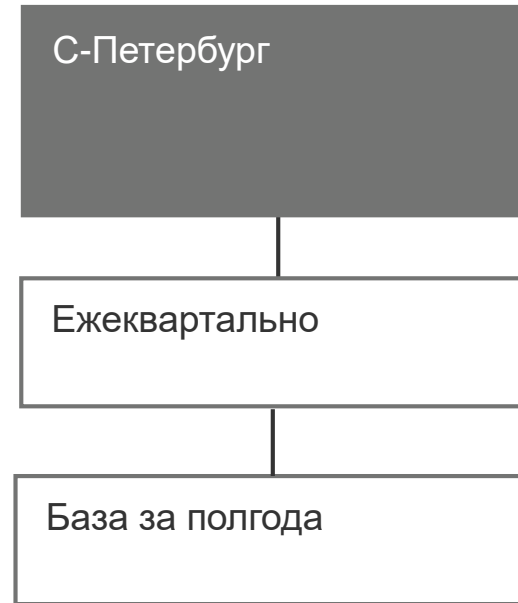 С-Петербург
Ежеквартально
База за полгода